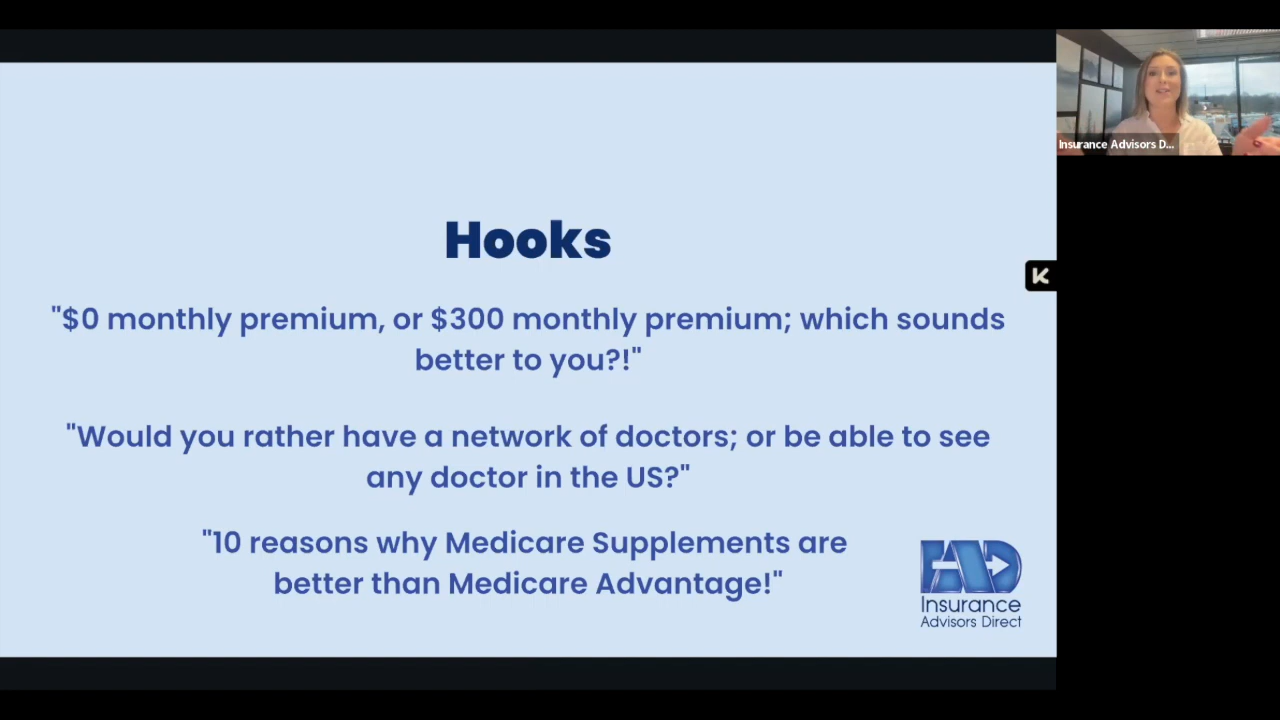 Insurance Advisors D...
Hooks
"$0 monthly premium, or $300 monthly premium; which sounds
better to you?!"
"Would you rather have a network of doctors; or be able to see
any doctor in the US?"
"10 reasons why Medicare Supplements are
better than Medicare Advantage!"
IAD
Insurance
Advisors Direct
K